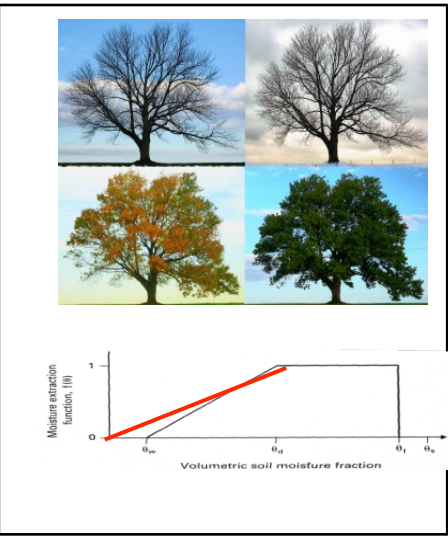 Moisture extraction
function, f(θ)
1
0
θw
θd
θf
θs
Volumetric soil moisture fraction